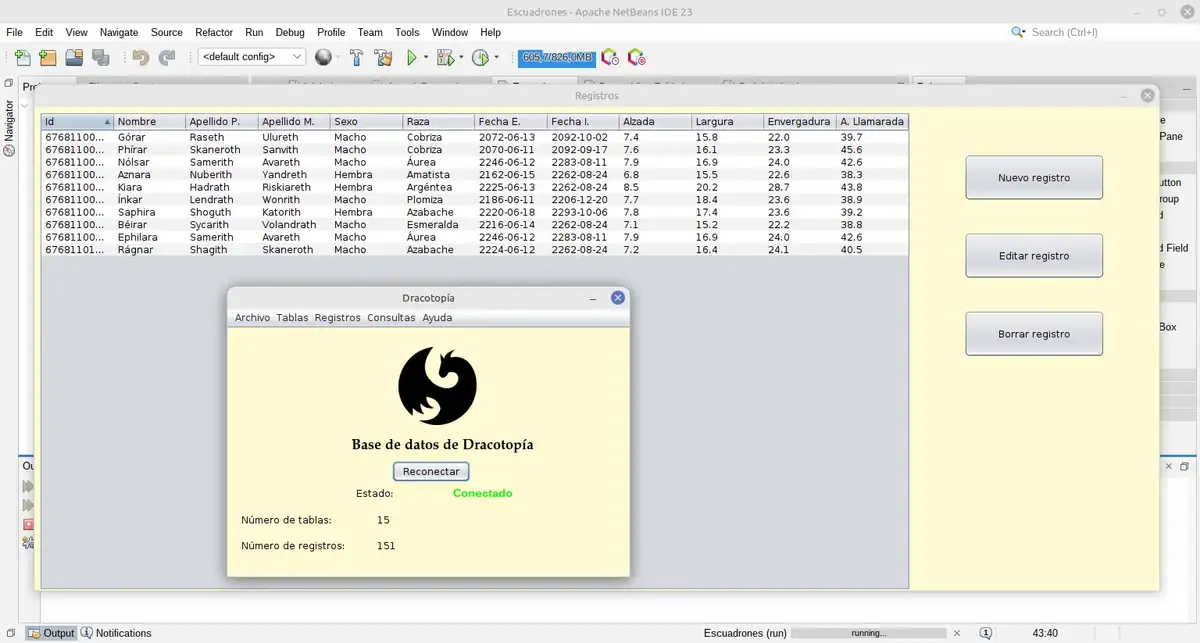 Escuadrones - Apache NetBeans IDE 23
File Edit View Navigate Source Refactor Run Debug Profile Team Tools Window Help
Search (Ctrl+I)
<default config>
605,7/826,0MB
Navigator
Registros
Id Nombre Apellido P. Apellido M. Sexo Raza Fecha E. Fecha I. Alzada Largura Envergadura A. Llamarada
67681100... Górar Raseth Ulureth Macho Cobriza 2072-06-13 2092-10-02 7.4 15.8 22.0 39.7
67681100... Phírar Skaneroth Sanvith Macho Cobriza 2070-06-11 2092-09-17 7.6 16.1 23.3 45.6
67681100... Nólsar Samerith Avareth Macho Áurea 2246-06-12 2283-08-11 7.9 16.9 24.0 42.6
67681100... Aznara Nuberith Yandreth Hembra Amatista 2162-06-15 2262-08-24 6.8 15.5 22.6 38.3
67681100... Kiara Hadrath Riskiareth Hembra Argéntea 2225-06-13 2262-08-24 8.5 20.2 28.7 43.8
67681100... Ínkar Lendrath Wonrith Macho Plomiza 2186-06-11 2206-12-20 7.7 18.4 23.6 38.9
67681100... Saphira Shoguth Katorith Hembra Azabache 2220-06-18 2293-10-06 7.8 17.4 23.6 39.2
67681100... Béirar Sycarith Volandrath Macho Esmeralda 2216-06-14 2262-08-24 7.1 15.2 22.2 38.8
67681100... Ephilara Samerith Avareth Macho Áurea 2246-06-12 2283-08-11 7.9 16.9 24.0 42.6
67681101... Rágnar Shagith Skaneroth Macho Azabache 2224-06-12 2262-08-24 7.2 16.4 24.1 40.5
Nuevo registro
Editar registro
Borrar registro
Dracotopía
Archivo Tablas Registros Consultas Ayuda
Base de datos de Dracotopía
Reconectar
Estado: Conectado
Número de tablas: 15
Número de registros: 151
Pane
utton
roup
d Field
Box
Output Notifications
Escuadrones (run) running... 43:40